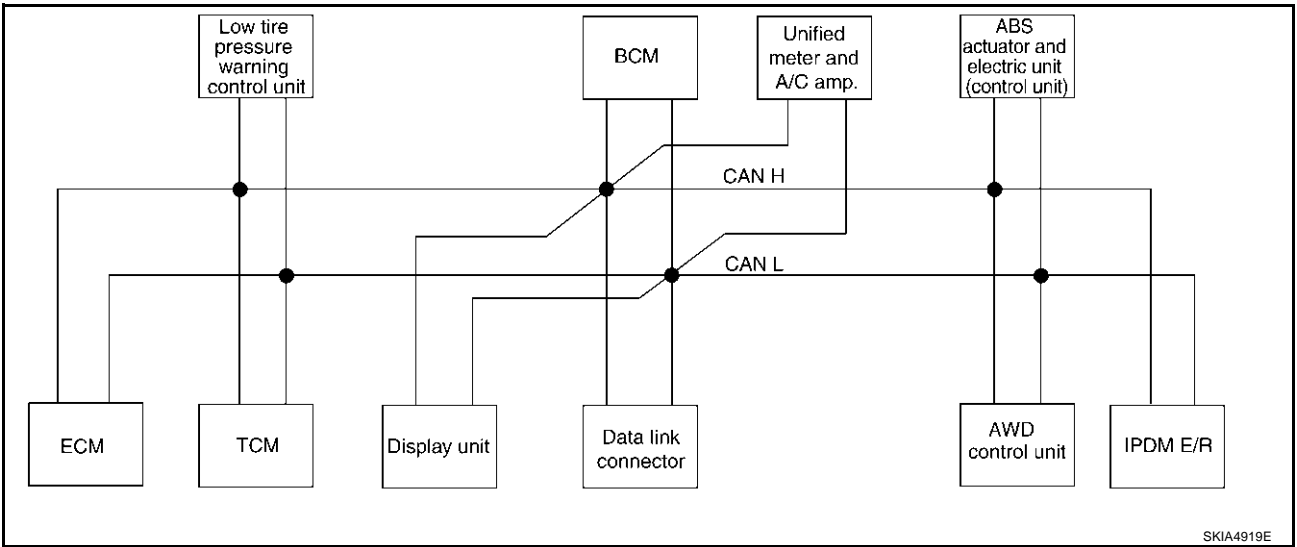 Low tire
pressure
warning
control unit
BCM
Unified
meter and
A/C amp.
ABS
actuator and
electric unit
(control unit)
CAN H
CAN L
ECM
TCM
Display unit
Data link
connector
AWD
control unit
IPDM E/R
SKIA4919E